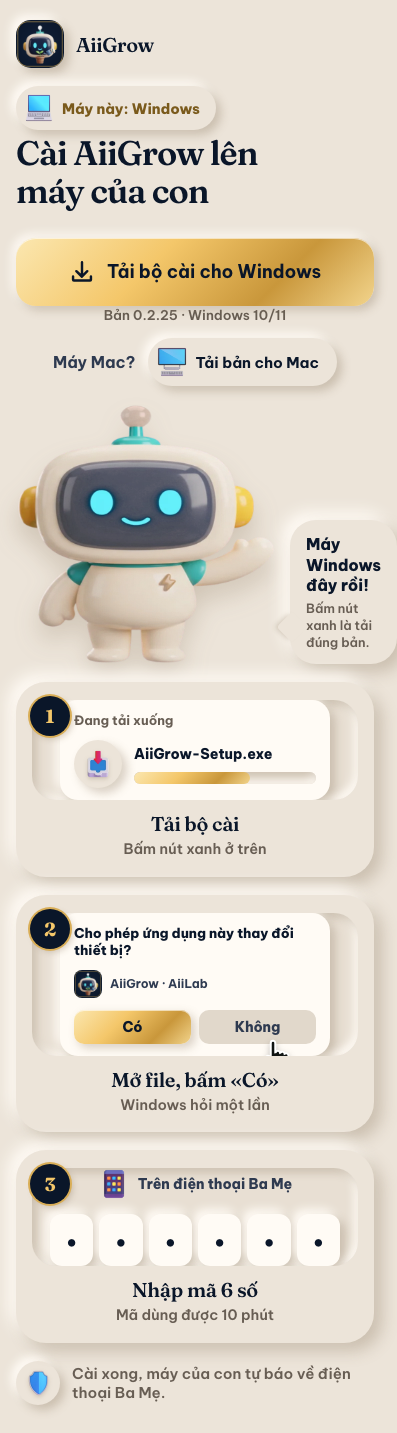 AiiGrow
Máy này: Windows
Cài AiiGrow lên
máy của con
Tải bộ cài cho Windows
Bản 0.2.25 · Windows 10/11
Máy Mac?
Tải bản cho Mac
Máy
Windows
đây rồi!
Bấm nút
xanh là tải
đúng bản.
1
Đang tải xuống
AiiGrow-Setup.exe
Tải bộ cài
Bấm nút xanh ở trên
2
Cho phép ứng dụng này thay đổi
thiết bị?
AiiGrow · AiiLab
Có
Không
Mở file, bấm «Có»
Windows hỏi một lần
3
Trên điện thoại Ba Mẹ
• • • • • •
Nhập mã 6 số
Mã dùng được 10 phút
Cài xong, máy của con tự báo về điện
thoại Ba Mẹ.